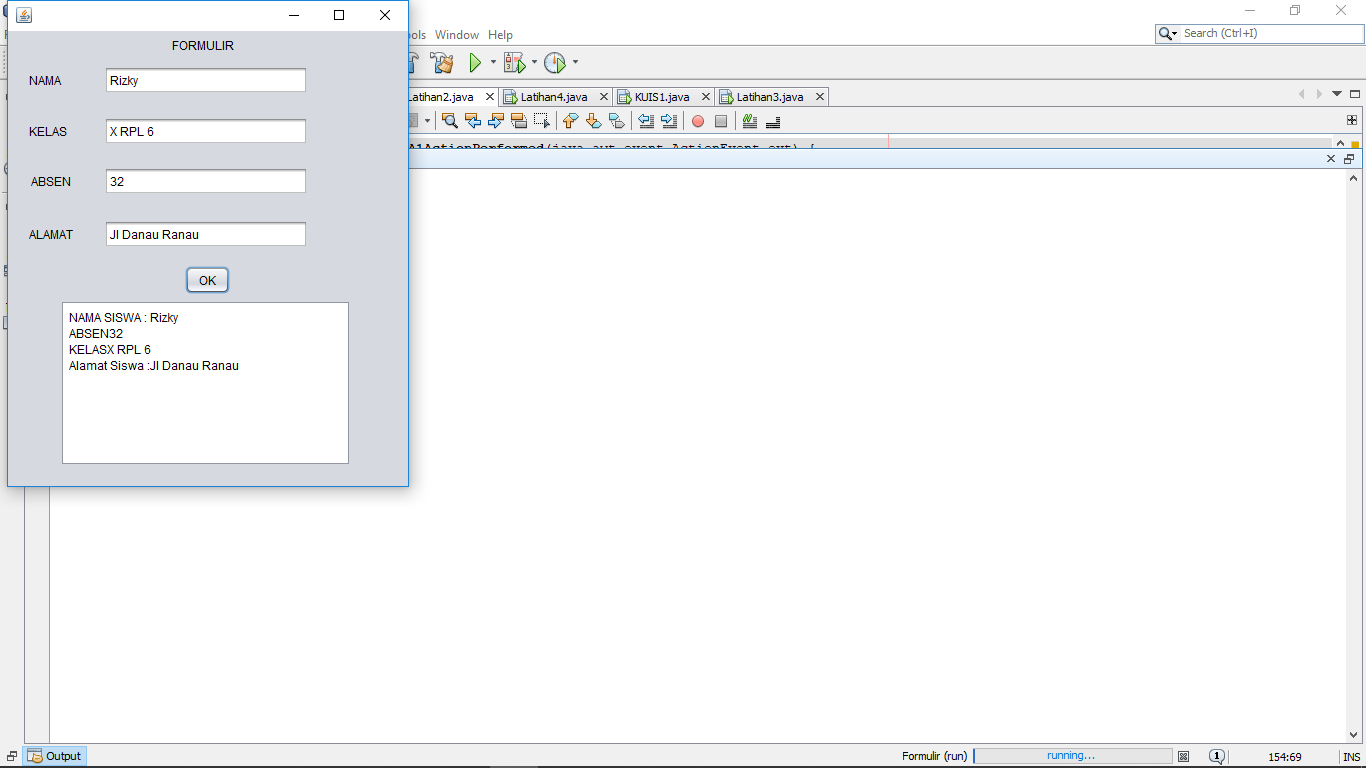 FORMULIR
NAMA
Rizky
KELAS
X RPL 6
ABSEN
32
ALAMAT
Jl Danau Ranau
OK
NAMA SISWA : Rizky
ABSEN32
KELASX RPL 6
Alamat Siswa :Jl Danau Ranau
ools Window Help
Search (Ctrl+I)
Latihan2.java
Latihan4.java
KUIS1.java
Latihan3.java
A1ActionPerformed(java.awt.event.ActionEvent evt) {
Output
Formulir (run)
running...
1
154:69
INS